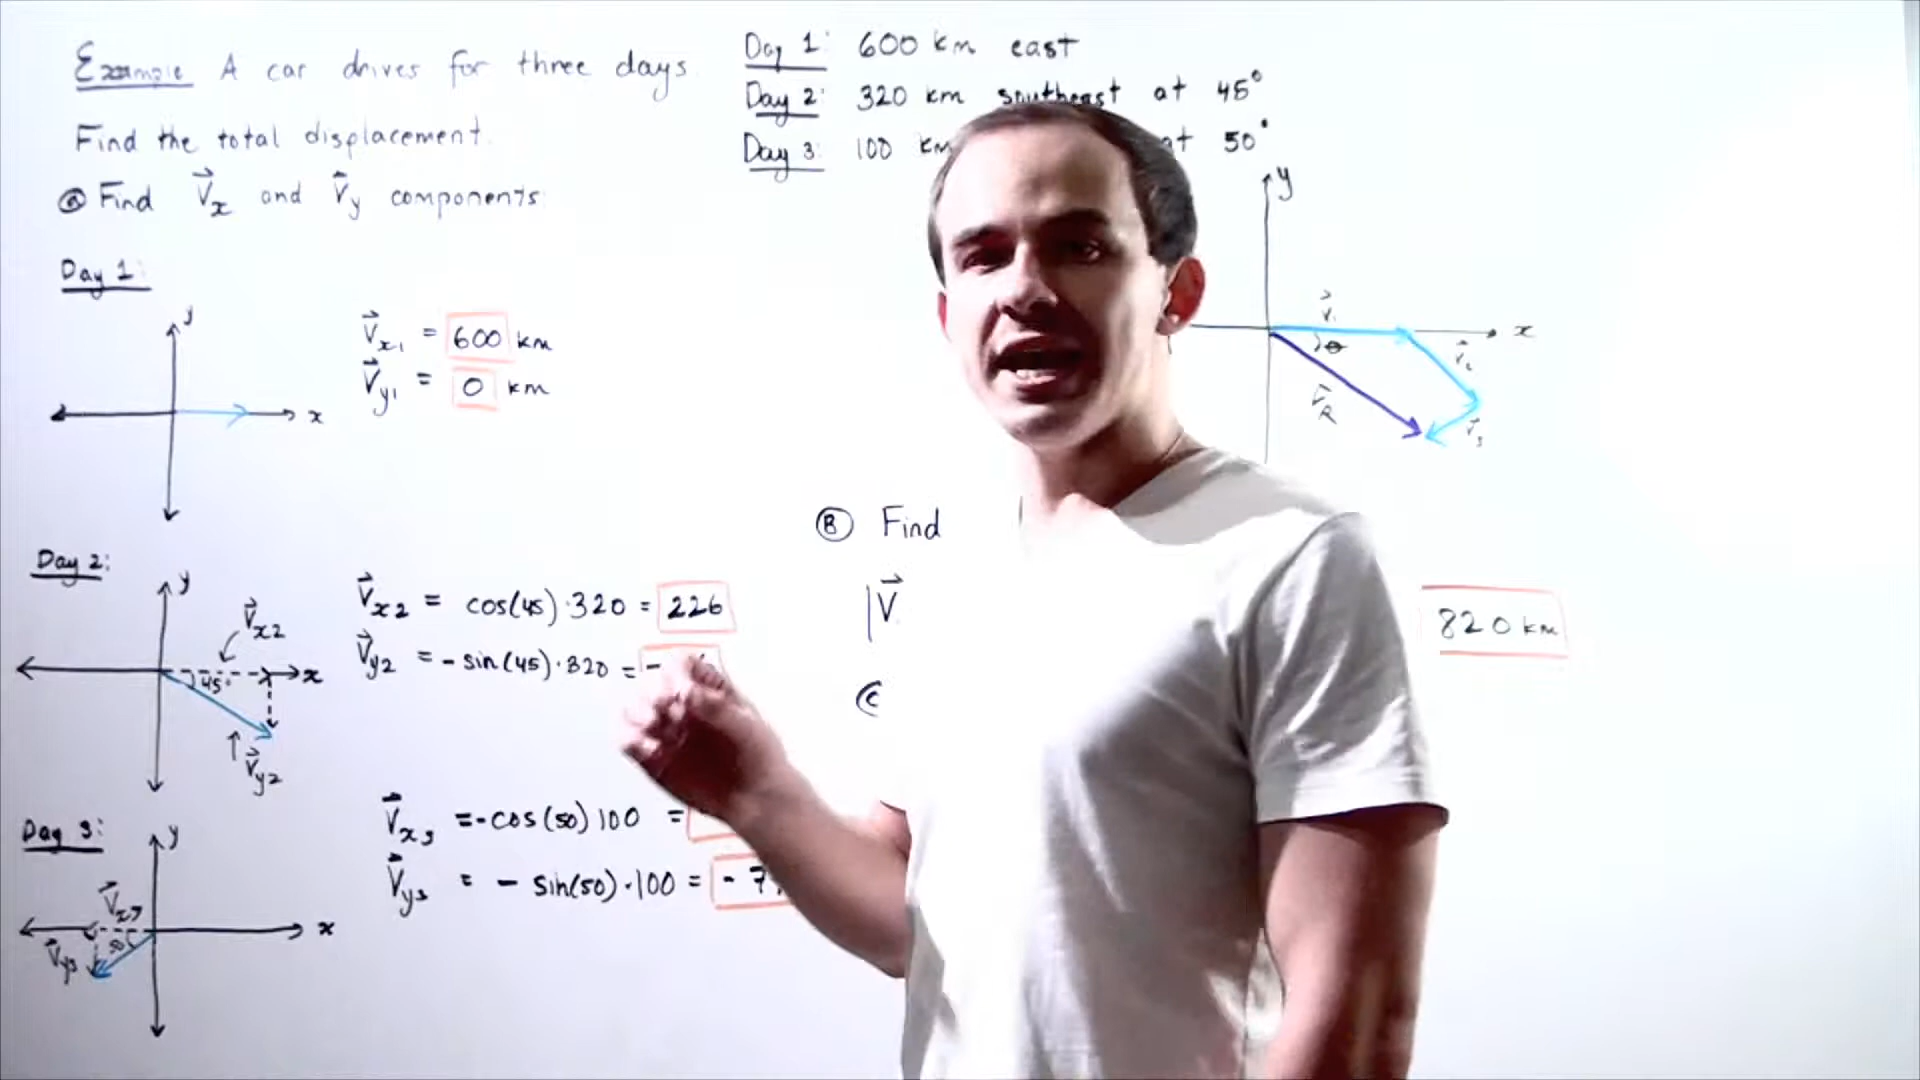 Example A car drives for three days.
Find the total displacement.
ⓐ Find V⃗x and V⃗y components:
Day 1: 600 km east
Day 2: 320 km southeast at 45°
Day 3: 100 km at 50°
Day 1:
y
x
V⃗x1 = 600 km
V⃗y1 = 0 km
y
x
V⃗1
θ
V⃗2
V⃗R
V⃗3
Day 2:
y
V⃗x2
45°
x
V⃗y2
V⃗x2 = cos(45)·320 = 226
V⃗y2 = -sin(45)·320 = -
Day 3:
y
V⃗x3
50
x
V⃗y3
V⃗x3 = -cos(50)100 =
V⃗y3 = - sin(50)·100 = - 7
Ⓑ Find
|V⃗
820 km
Ⓒ